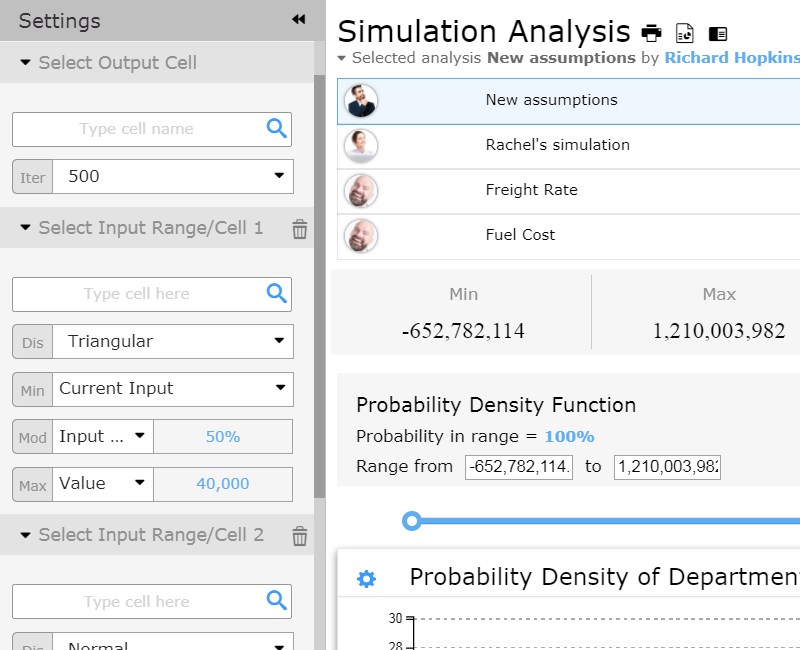 Settings
Select Output Cell
Type cell name
Iter 500
Select Input Range/Cell 1
Type cell here
Dis Triangular
Min Current Input
Mod Input ... 50%
Max Value 40,000
Select Input Range/Cell 2
Type cell here
Dis Normal
Simulation Analysis
Selected analysis New assumptions by Richard Hopkins
New assumptions
Rachel's simulation
Freight Rate
Fuel Cost
Min Max
-652,782,114 1,210,003,982
Probability Density Function
Probability in range = 100%
Range from -652,782,114. to 1,210,003,982
Probability Density of Department
30
28